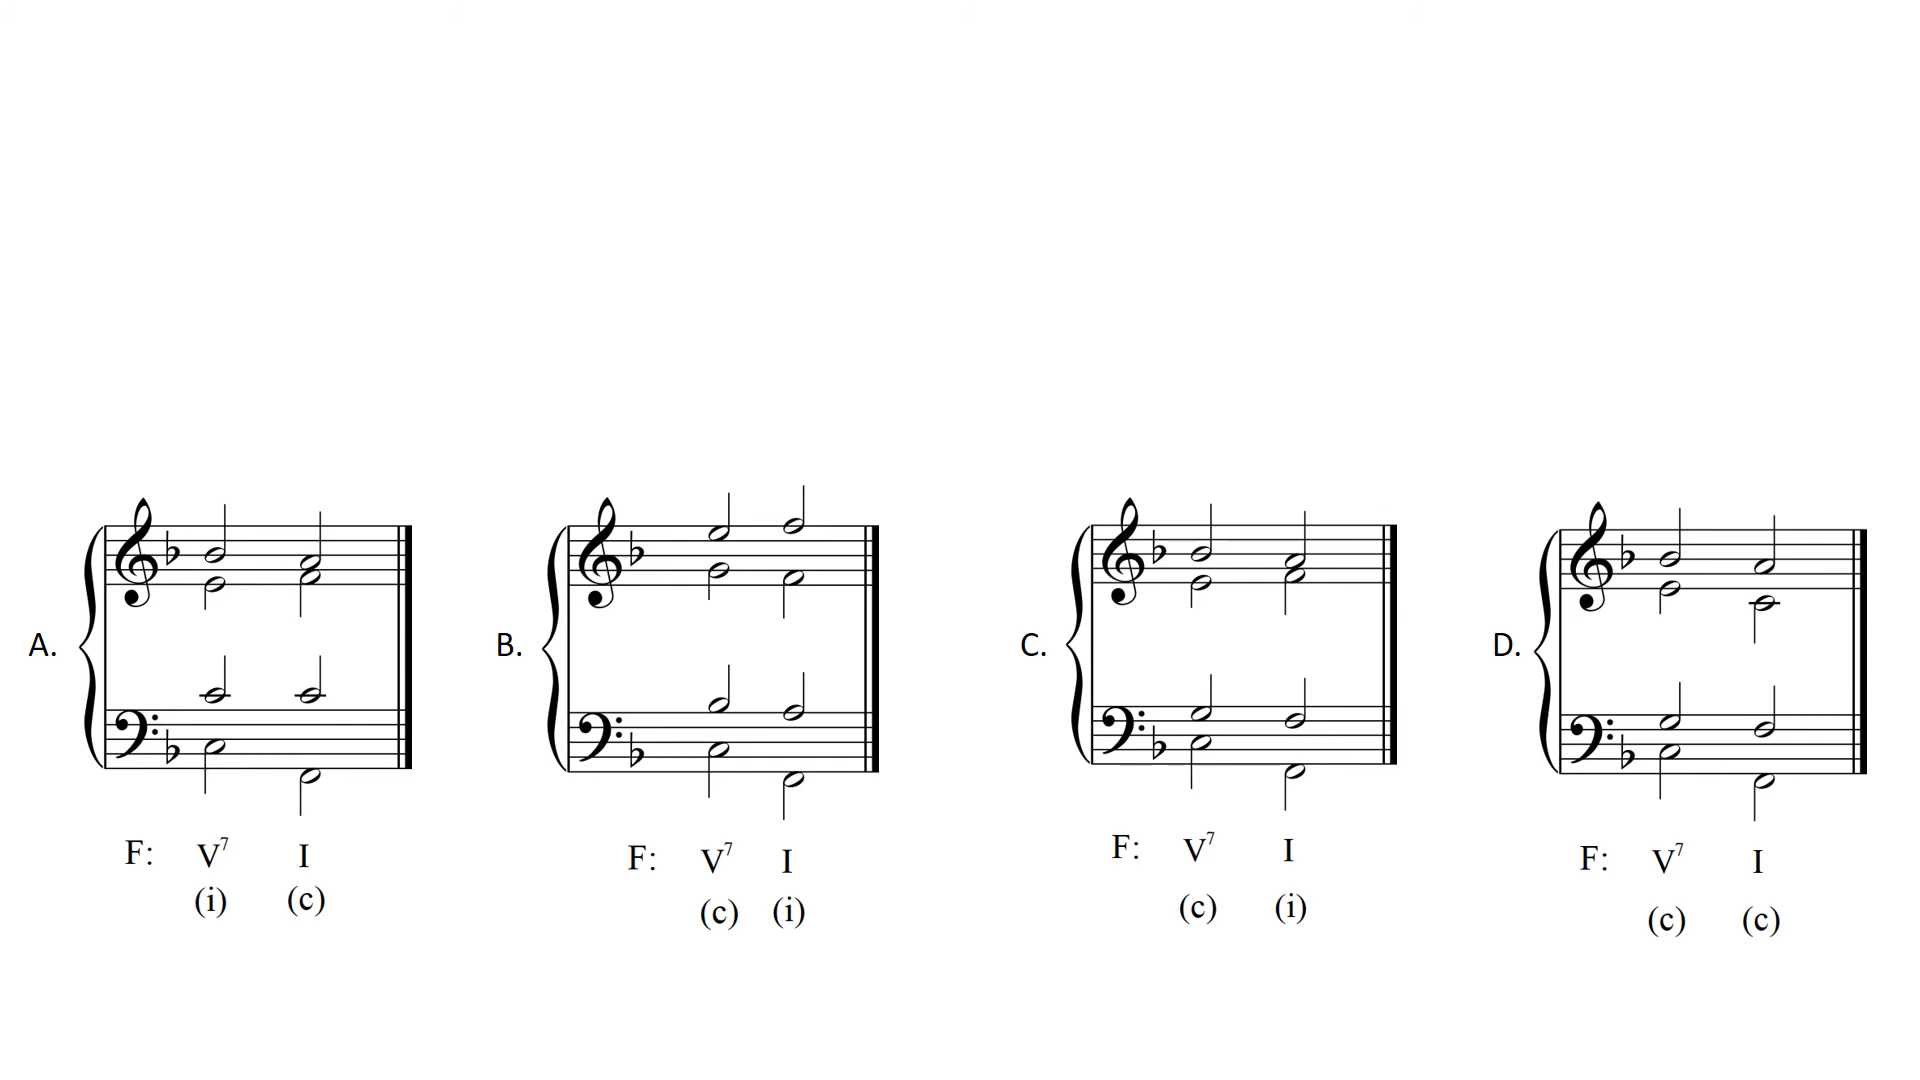 A. B. C. D.
F: V⁷ I F: V⁷ I F: V⁷ I F: V⁷ I
(i) (c) (c) (i) (c) (i) (c) (c)